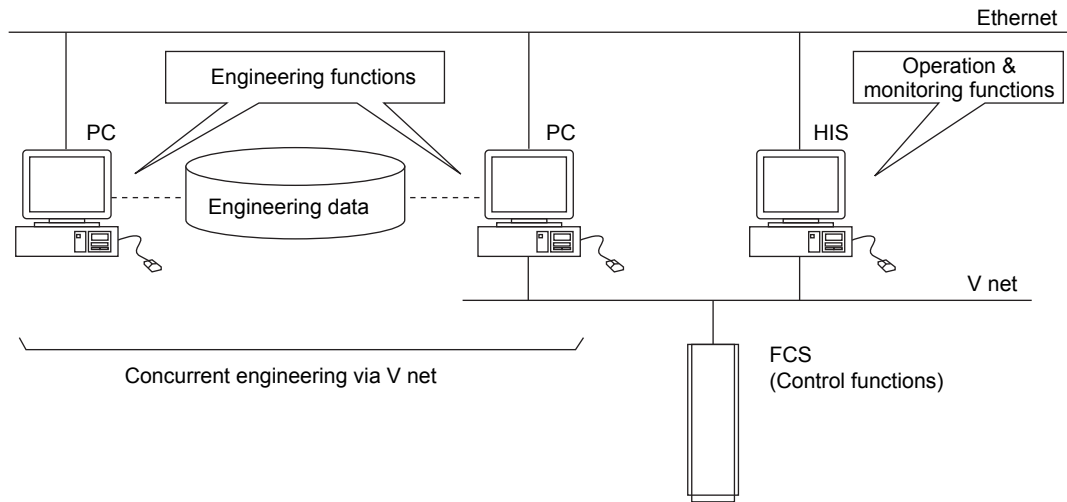 Ethernet
Engineering functions
Operation &
monitoring functions
PC
PC
HIS
Engineering data
V net
FCS
(Control functions)
Concurrent engineering via V net